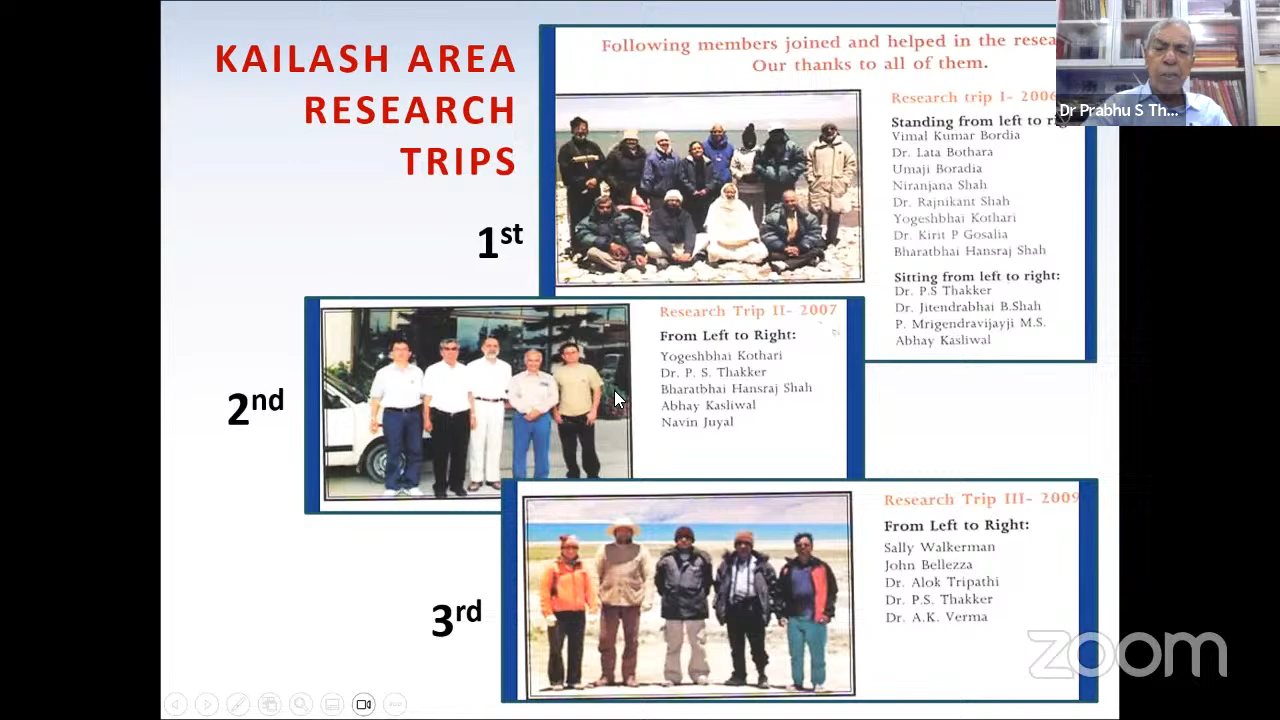 KAILASH AREA
RESEARCH
TRIPS
Following members joined and helped in the resea
Our thanks to all of them.
Dr Prabhu S Th...
1st
Research trip I- 2006
Standing from left to rig
Vimal Kumar Bordia
Dr. Lata Bothara
Umaji Boradia
Niranjana Shah
Dr. Rajnikant Shah
Yogeshbhai Kothari
Dr. Kirit P Gosalia
Bharatbhai Hansraj Shah
Sitting from left to right:
Dr. P.S Thakker
Dr. Jitendrabhai B.Shah
P. Mrigendravijayji M.S.
Abhay Kasliwal
2nd
Research Trip II- 2007
From Left to Right:
Yogeshbhai Kothari
Dr. P. S. Thakker
Bharatbhai Hansraj Shah
Abhay Kasliwal
Navin Juyal
3rd
Research Trip III- 2009
From Left to Right:
Sally Walkerman
John Bellezza
Dr. Alok Tripathi
Dr. P.S. Thakker
Dr. A.K. Verma
zoom